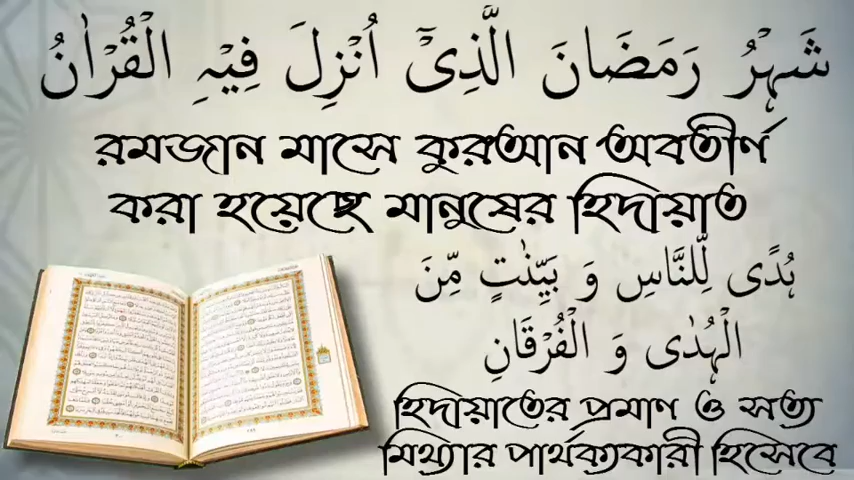 شَہۡرُ رَمَضَانَ الَّذِیۡۤ اُنۡزِلَ فِیۡہِ الۡقُرۡاٰنُ
রমজান মাসে কুরআন অবতীর্ণ
করা হয়েছে মানুষের হিদায়াত
ہُدًی لِّلنَّاسِ وَ بَیِّنٰتٍ مِّنَ
الۡہُدٰی وَ الۡفُرۡقَانِ
হিদায়াতের প্রমাণ ও সত্য
মিথ্যার পার্থক্যকারী হিসেবে